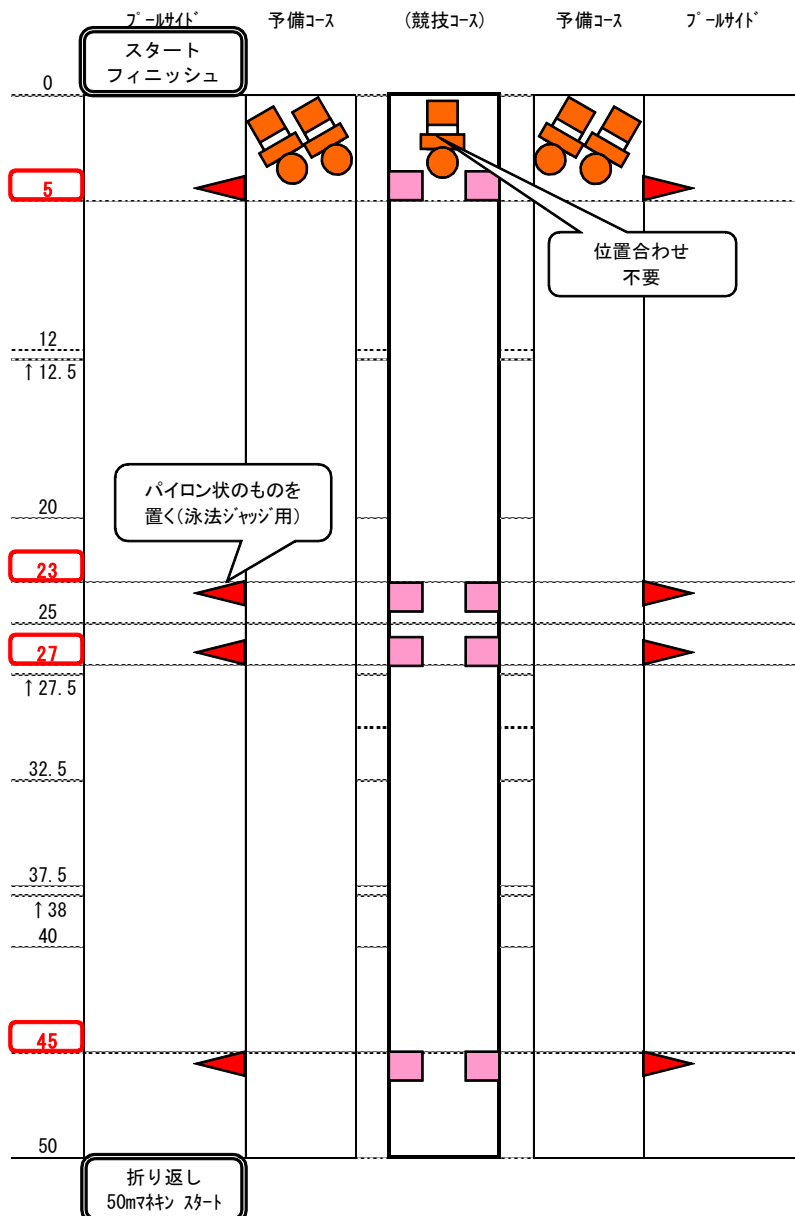 ﾌﾟｰﾙｻｲﾄﾞ 予備ｺｰｽ (競技ｺｰｽ) 予備ｺｰｽ ﾌﾟｰﾙｻｲﾄﾞ
スタート
フィニッシュ
0
5
位置合わせ
不要
12
↑12.5
パイロン状のものを
置く(泳法ｼﾞｬｯｼﾞ用)
20
23
25
27
↑27.5
32.5
37.5
↑38
40
45
50
折り返し
50mﾏﾈｷﾝ ｽﾀｰﾄ